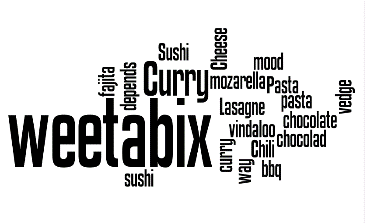 Sushi
Cheese
mood
fajita
depends
Curry
mozarella
Pasta
vedge
pasta
Lasagne
chocolate
weetabix
vindaloo
chocolad
curry
Chili
way
bbq
sushi